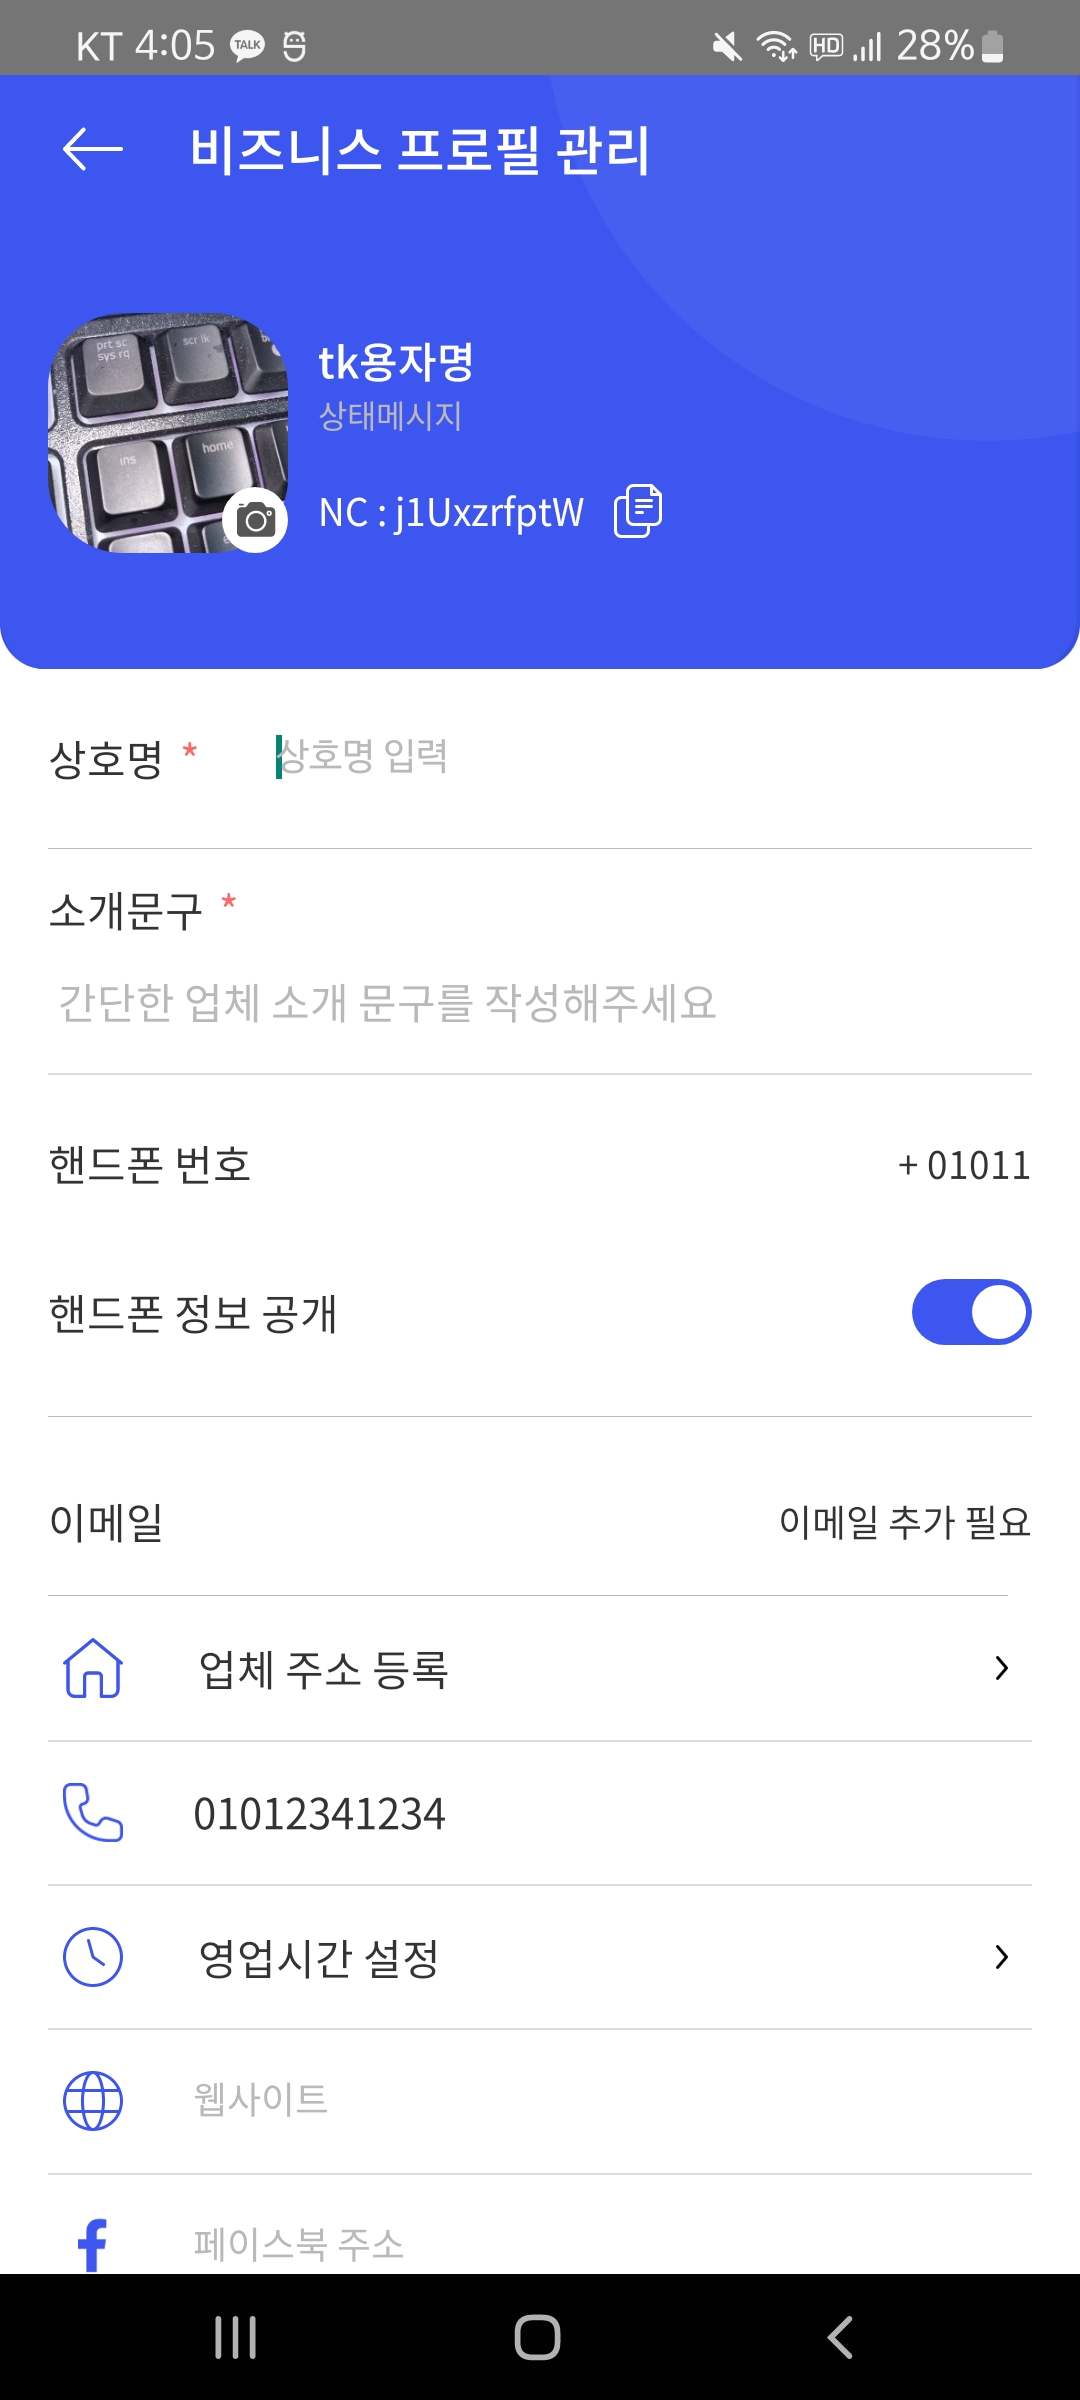 KT 4:05 TALK HD 28%
비즈니스 프로필 관리
prt sc
sys rq
scr lk
ins
home
tk용자명
상태메시지
NC : j1UxzrfptW
상호명 *
상호명 입력
소개문구 *
간단한 업체 소개 문구를 작성해주세요
핸드폰 번호
+ 01011
핸드폰 정보 공개
이메일
이메일 추가 필요
업체 주소 등록
01012341234
영업시간 설정
웹사이트
페이스북 주소